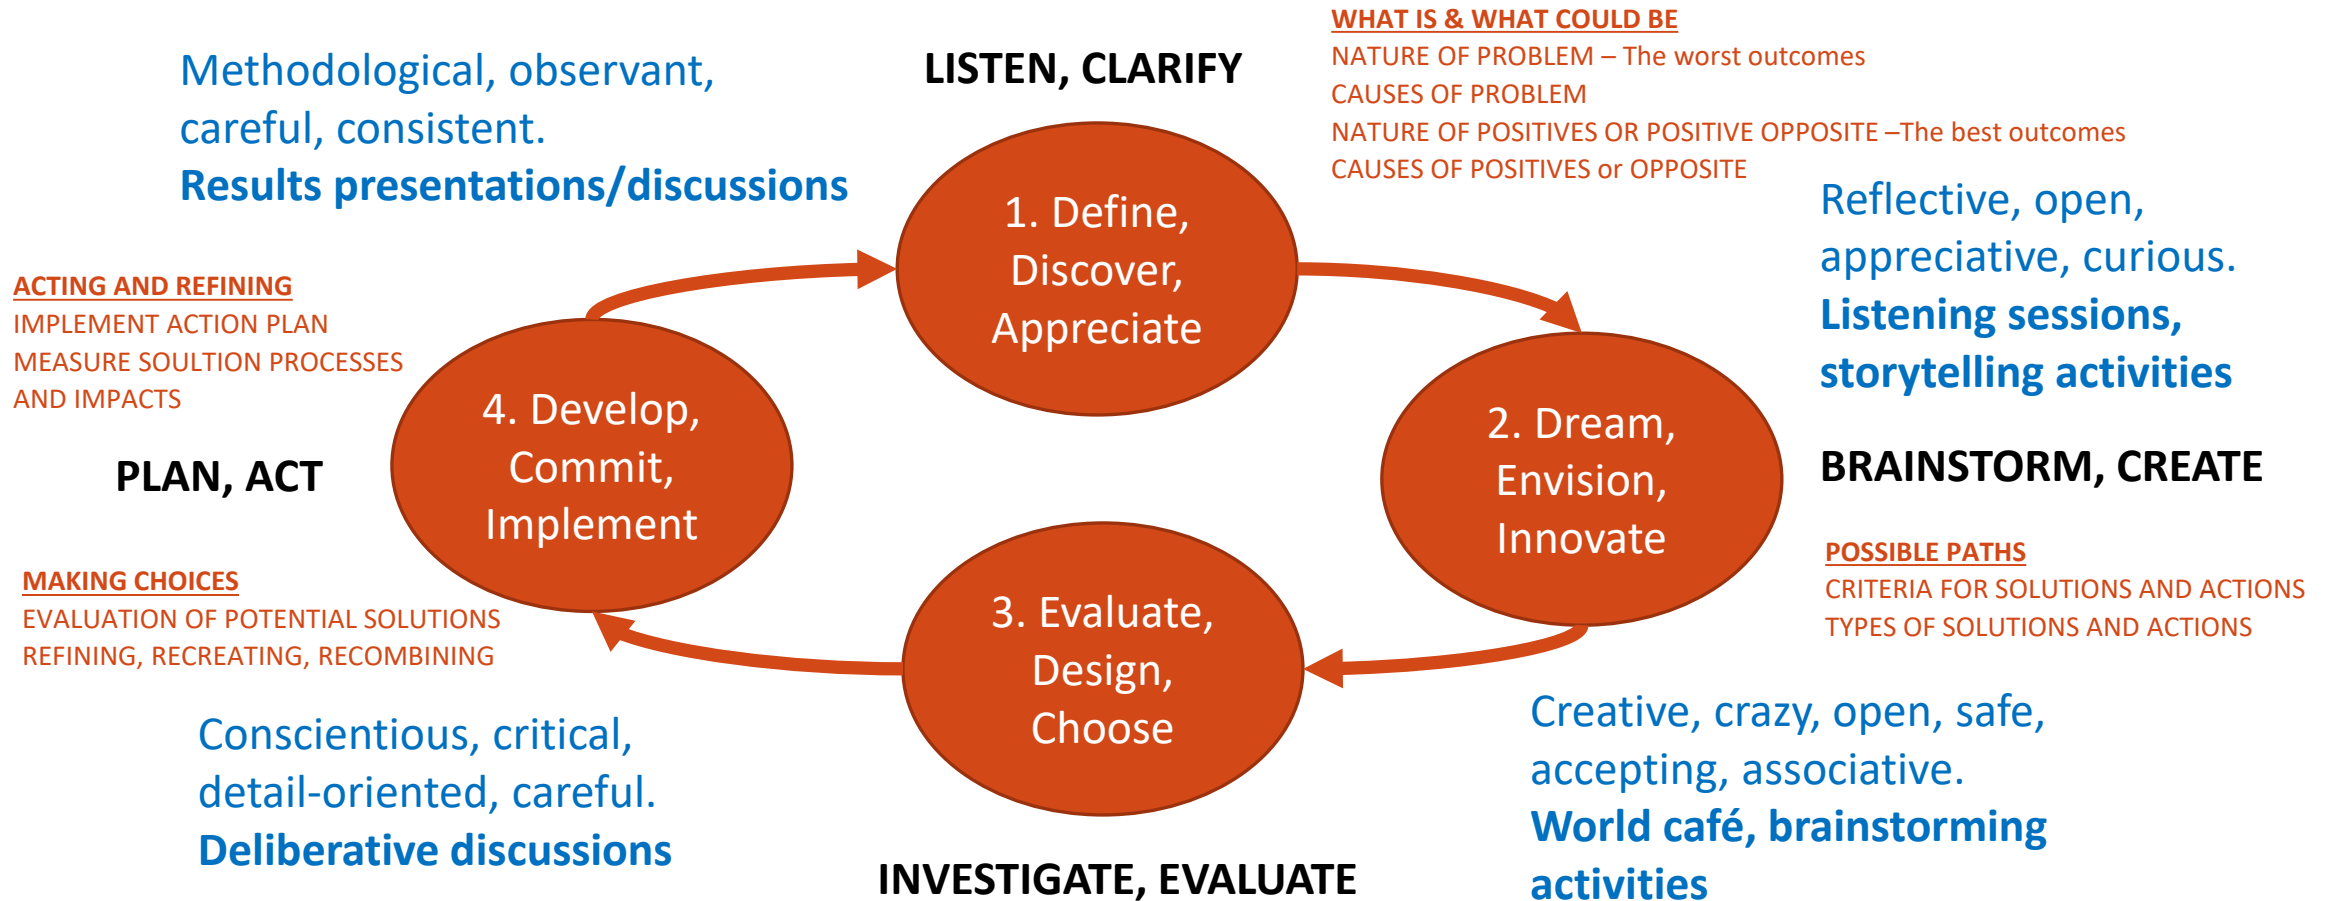 WHAT IS & WHAT COULD BE
NATURE OF PROBLEM – The worst outcomes
CAUSES OF PROBLEM
NATURE OF POSITIVES OR POSITIVE OPPOSITE –The best outcomes
CAUSES OF POSITIVES or OPPOSITE
LISTEN, CLARIFY
Methodological, observant,
careful, consistent.
Results presentations/discussions
1. Define,
Discover,
Appreciate
Reflective, open,
appreciative, curious.
Listening sessions,
storytelling activities
ACTING AND REFINING
IMPLEMENT ACTION PLAN
MEASURE SOULTION PROCESSES
AND IMPACTS
4. Develop,
Commit,
Implement
2. Dream,
Envision,
Innovate
PLAN, ACT
BRAINSTORM, CREATE
MAKING CHOICES
EVALUATION OF POTENTIAL SOLUTIONS
REFINING, RECREATING, RECOMBINING
3. Evaluate,
Design,
Choose
POSSIBLE PATHS
CRITERIA FOR SOLUTIONS AND ACTIONS
TYPES OF SOLUTIONS AND ACTIONS
Conscientious, critical,
detail-oriented, careful.
Deliberative discussions
INVESTIGATE, EVALUATE
Creative, crazy, open, safe,
accepting, associative.
World café, brainstorming
activities